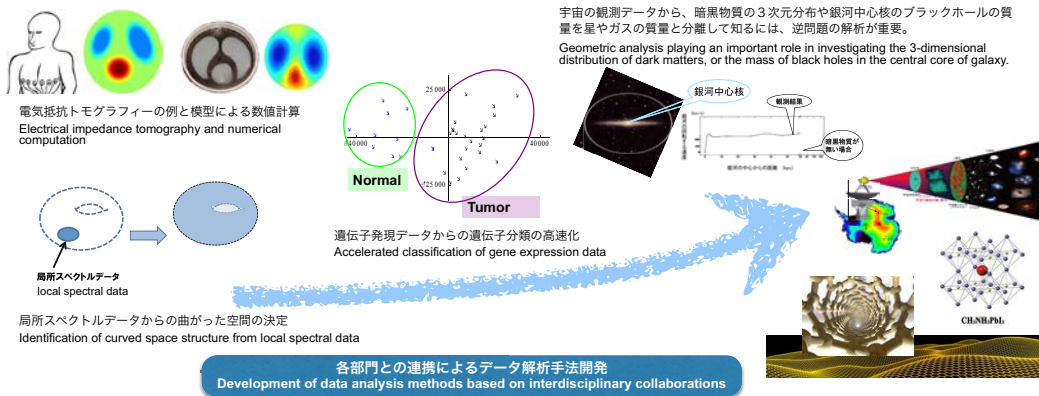 宇宙の観測データから、暗黒物質の３次元分布や銀河中心核のブラックホールの質
量を星やガスの質量と分離して知るには、逆問題の解析が重要。
Geometric analysis playing an important role in investigating the 3-dimensional
distribution of dark matters, or the mass of black holes in the central core of galaxy.
銀河中心核
観測結果
暗黒物質が
無い場合
銀河の中心からの距離
電気抵抗トモグラフィーの例と模型による数値計算
Electrical impedance tomography and numerical
computation
25 000
40000
Normal
Tumor
遺伝子発現データからの遺伝子分類の高速化
Accelerated classification of gene expression data
局所スペクトルデータ
local spectral data
局所スペクトルデータからの曲がった空間の決定
Identification of curved space structure from local spectral data
CH₃NH₃PbI₃
各部門との連携によるデータ解析手法開発
Development of data analysis methods based on interdisciplinary collaborations